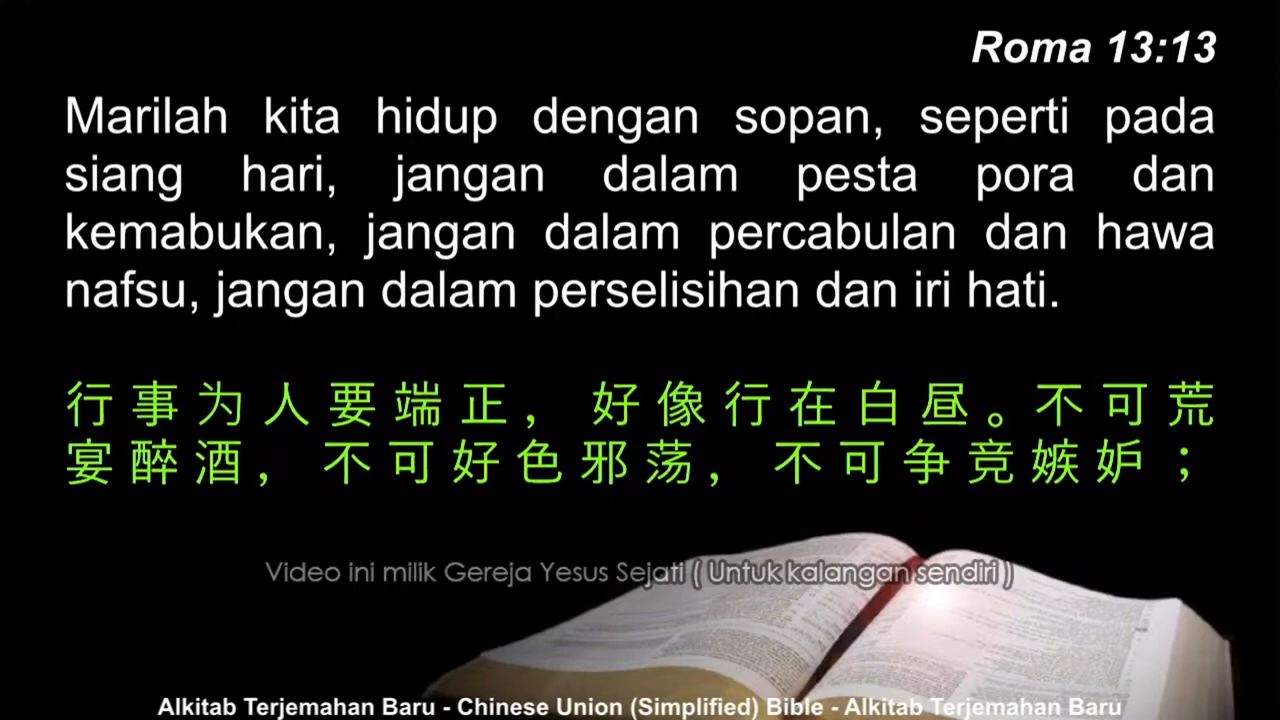 Roma 13:13
Marilah kita hidup dengan sopan, seperti pada
siang hari, jangan dalam pesta pora dan
kemabukan, jangan dalam percabulan dan hawa
nafsu, jangan dalam perselisihan dan iri hati.
行事为人要端正，好像行在白昼。不可荒
宴醉酒，不可好色邪荡，不可争竞嫉妒；
Video ini milik Gereja Yesus Sejati ( Untuk kalangan sendiri )
Alkitab Terjemahan Baru - Chinese Union (Simplified) Bible - Alkitab Terjemahan Baru